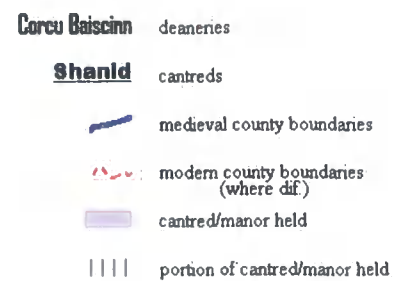 Corcu Baiscinn deaneries
Shanid cantreds
medieval county boundaries
modern county boundaries
(where dif.)
cantred/manor held
portion of cantred/manor held